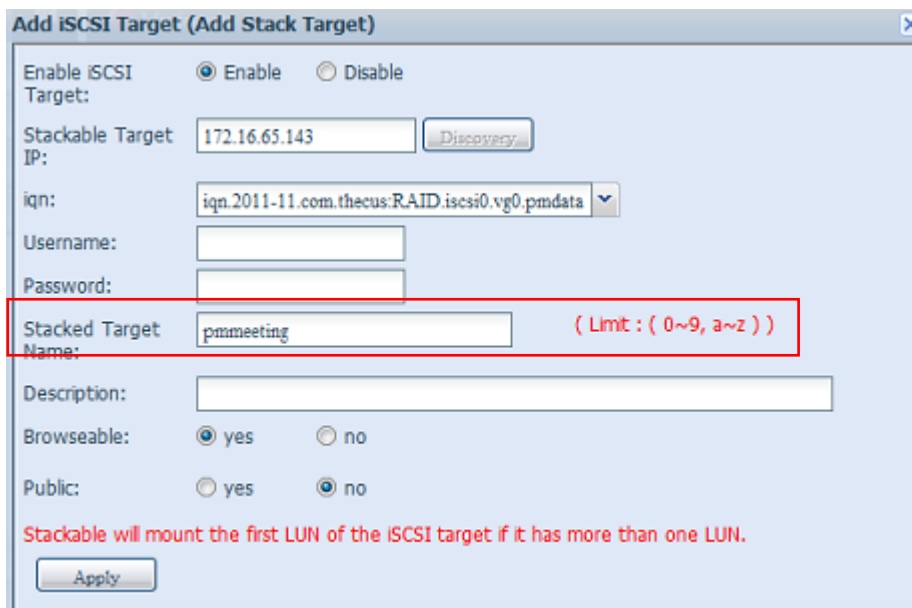 Add iSCSI Target (Add Stack Target)
Enable iSCSI Target: Enable Disable
Stackable Target IP: 172.16.65.143 Discovery
iqn: iqn.2011-11.com.thecus:RAID.iscsi0.vg0.pmdata
Username:
Password:
Stacked Target Name: pmmeeting ( Limit : ( 0~9, a~z ) )
Description:
Browseable: yes no
Public: yes no
Stackable will mount the first LUN of the iSCSI target if it has more than one LUN.
Apply